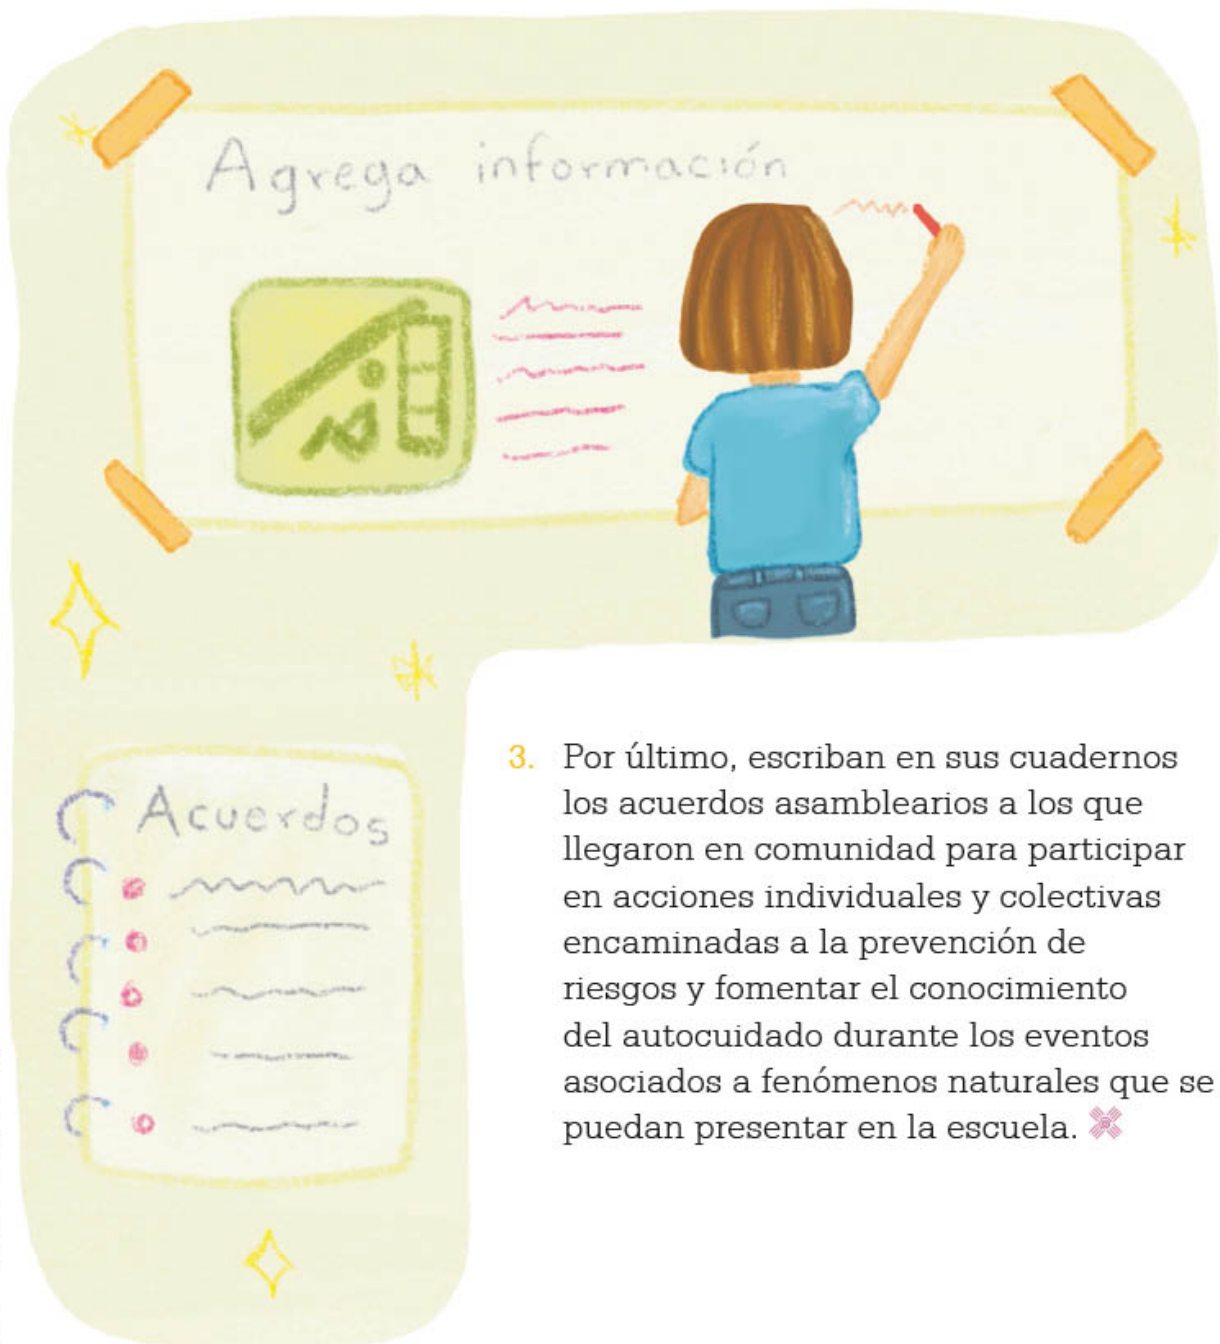 Agrega información
Acuerdos
3. Por último, escriban en sus cuadernos
los acuerdos asamblearios a los que
llegaron en comunidad para participar
en acciones individuales y colectivas
encaminadas a la prevención de
riesgos y fomentar el conocimiento
del autocuidado durante los eventos
asociados a fenómenos naturales que se
puedan presentar en la escuela.